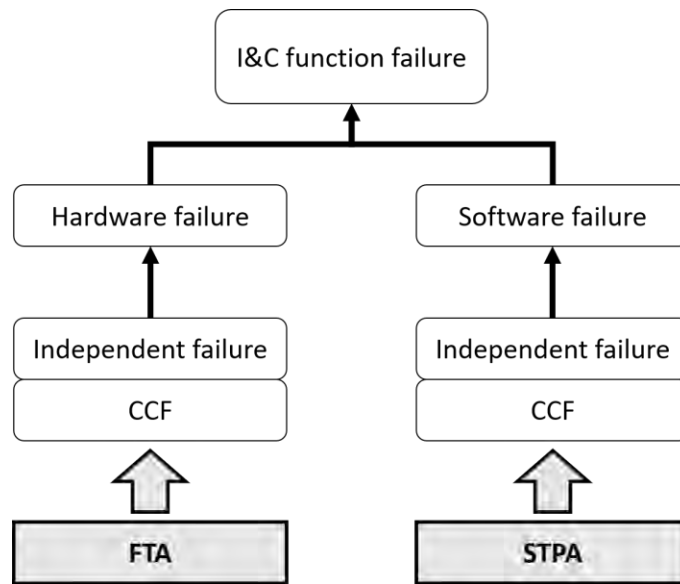 I&C function failure
Hardware failure
Software failure
Independent failure
Independent failure
CCF
CCF
FTA
STPA